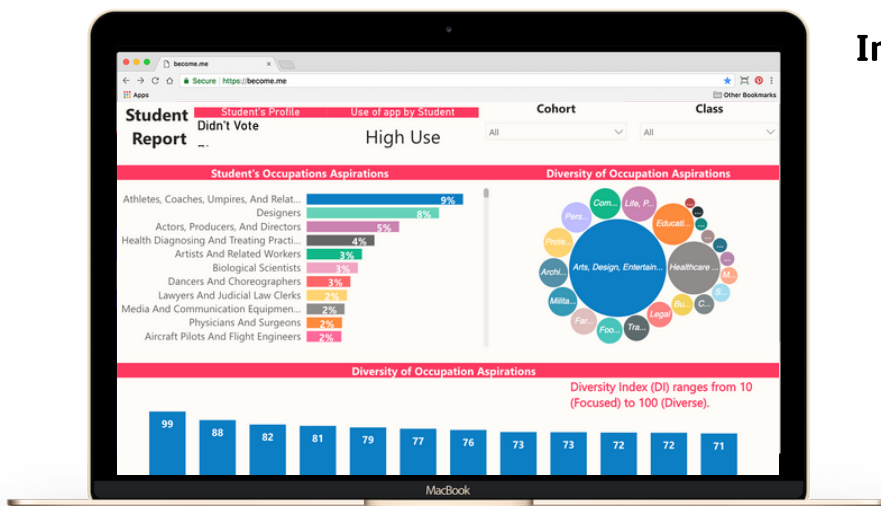 In
become.me
Secure https://become.me
Apps
Other Bookmarks
Student
Report
Student's Profile
Use of app by Student
Didn't Vote
High Use
Cohort
Class
All
All
Student's Occupations Aspirations
Diversity of Occupation Aspirations
Athletes, Coaches, Umpires, And Relat... 9%
Designers 8%
Actors, Producers, And Directors 5%
Health Diagnosing And Treating Practi... 4%
Artists And Related Workers 3%
Biological Scientists 3%
Dancers And Choreographers 3%
Lawyers And Judicial Law Clerks 2%
Media And Communication Equipmen... 2%
Physicians And Surgeons 2%
Aircraft Pilots And Flight Engineers 2%
Com...
Life, P...
Pers...
Educati...
Prote...
Archi...
Arts, Design, Entertain...
Healthcare ...
M...
S...
Milita...
Bu...
C...
Far...
Foo...
Tra...
Legal
Diversity of Occupation Aspirations
Diversity Index (DI) ranges from 10
(Focused) to 100 (Diverse).
99 88 82 81 79 77 76 73 73 72 72 71
MacBook